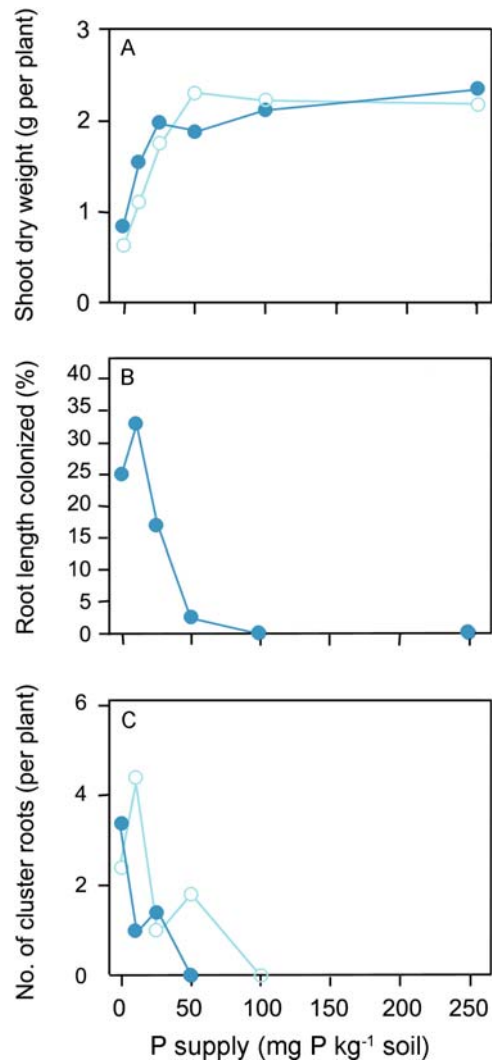 3
A
2
1
0
Shoot dry weight (g per plant)
B
40
35
30
25
20
15
10
5
0
Root length colonized (%)
C
6
4
2
0
No. of cluster roots (per plant)
0 50 100 150 200 250
P supply (mg P kg⁻¹ soil)